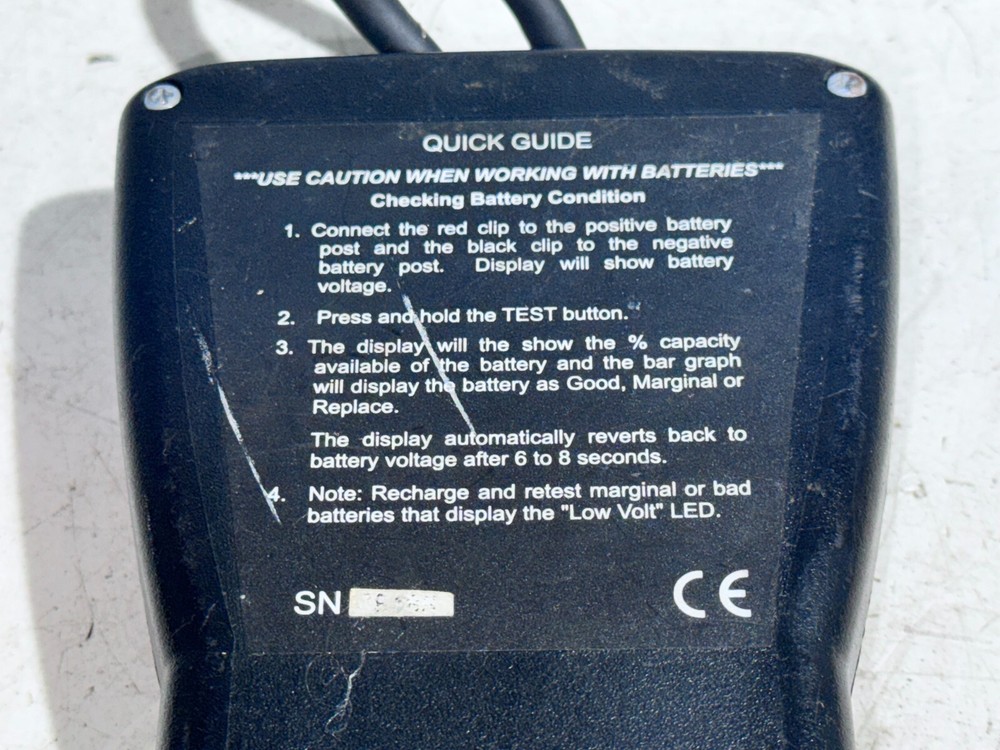 QUICK GUIDE
***USE CAUTION WHEN WORKING WITH BATTERIES***
Checking Battery Condition
1. Connect the red clip to the positive battery
post and the black clip to the negative
battery post. Display will show battery
voltage.
2. Press and hold the TEST button.
3. The display will the show the % capacity
available of the battery and the bar graph
will display the battery as Good, Marginal or
Replace.
The display automatically reverts back to
battery voltage after 6 to 8 seconds.
4. Note: Recharge and retest marginal or bad
batteries that display the "Low Volt" LED.
SN
CE